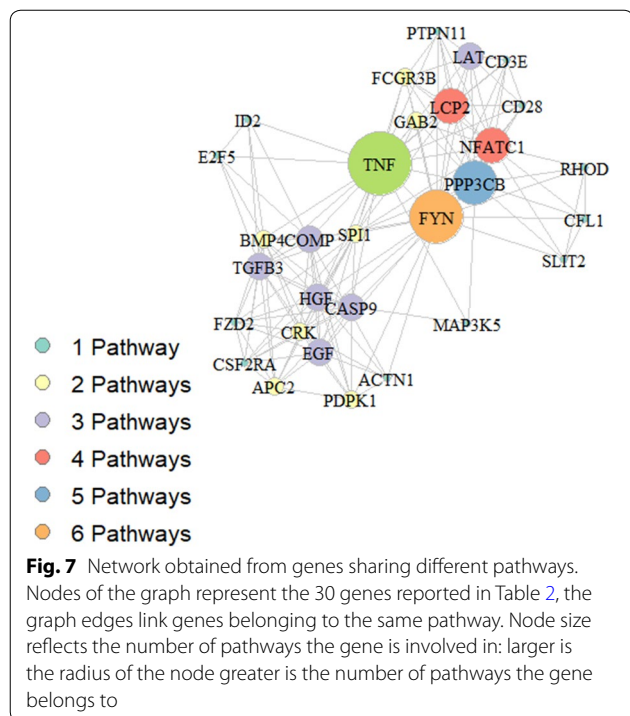 PTPN11
LAT
CD3E
FCGR3B
LCP2
CD28
GAB2
ID2
NFATC1
E2F5
TNF
RHOD
PPP3CB
FYN
CFL1
SPI1
BMP4
COMP
SLIT2
TGFB3
HGF
CASP9
FZD2
MAP3K5
CRK
EGF
CSF2RA
ACTN1
APC2
PDPK1
1 Pathway
2 Pathways
3 Pathways
4 Pathways
5 Pathways
6 Pathways
Fig. 7 Network obtained from genes sharing different pathways.
Nodes of the graph represent the 30 genes reported in Table 2, the
graph edges link genes belonging to the same pathway. Node size
reflects the number of pathways the gene is involved in: larger is
the radius of the node greater is the number of pathways the gene
belongs to